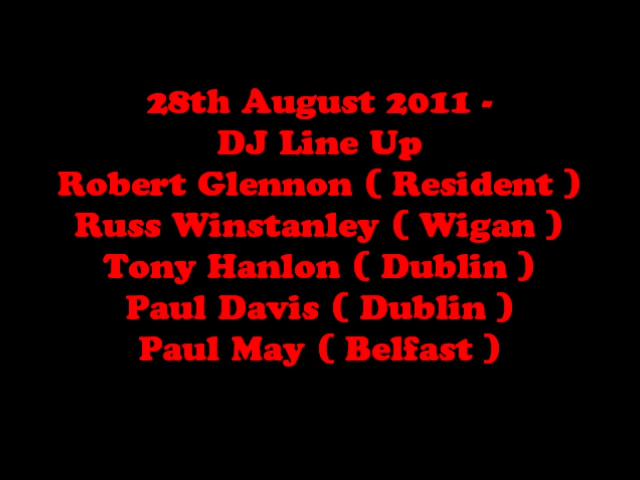 28th August 2011 -
DJ Line Up
Robert Glennon ( Resident )
Russ Winstanley ( Wigan )
Tony Hanlon ( Dublin )
Paul Davis ( Dublin )
Paul May ( Belfast )